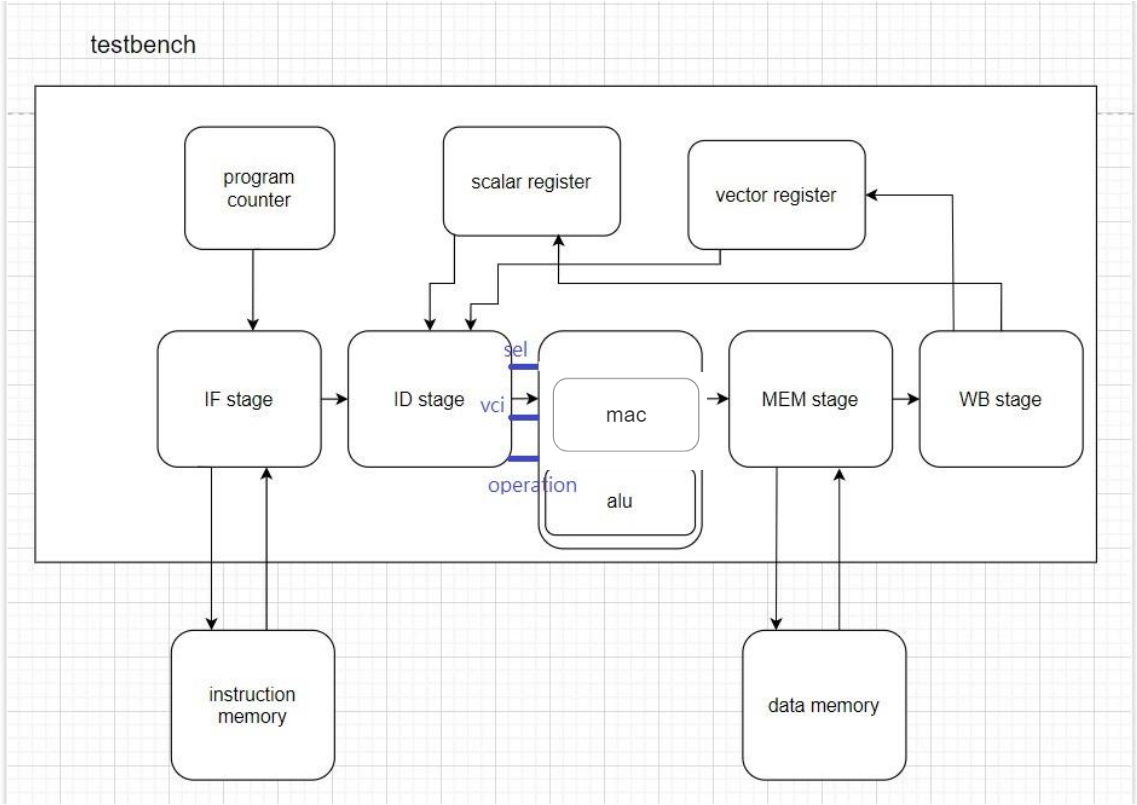 testbench
program
counter
scalar register
vector register
IF stage
ID stage
sel
vci
operation
mac
alu
MEM stage
WB stage
instruction
memory
data memory